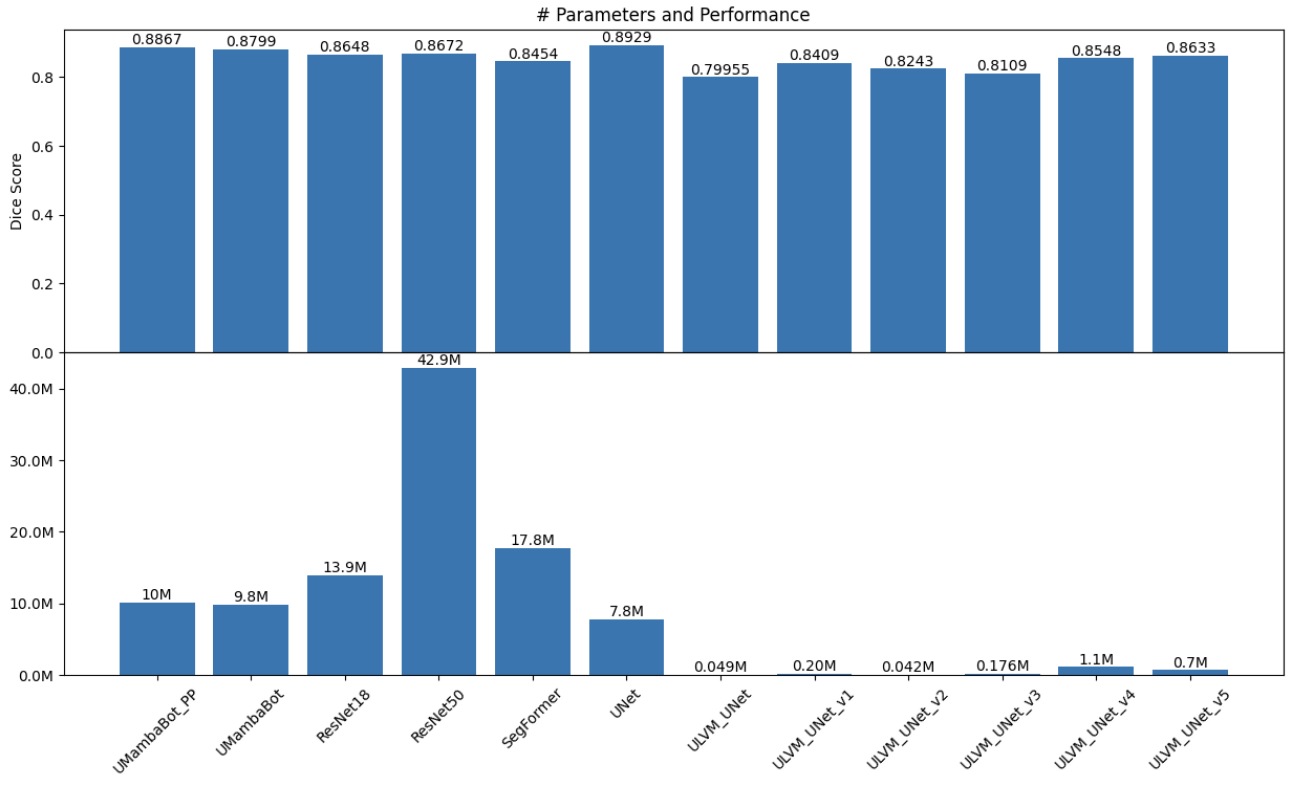 # Parameters and Performance
Dice Score
0.8
0.6
0.4
0.2
0.0
0.8867
0.8799
0.8648
0.8672
0.8454
0.8929
0.79955
0.8409
0.8243
0.8109
0.8548
0.8633
40.0M
30.0M
20.0M
10.0M
0.0M
10M
9.8M
13.9M
42.9M
17.8M
7.8M
0.049M
0.20M
0.042M
0.176M
1.1M
0.7M
UMambaBot_PP
UMambaBot
ResNet18
ResNet50
SegFormer
UNet
ULVM_UNet
ULVM_UNet_v1
ULVM_UNet_v2
ULVM_UNet_v3
ULVM_UNet_v4
ULVM_UNet_v5